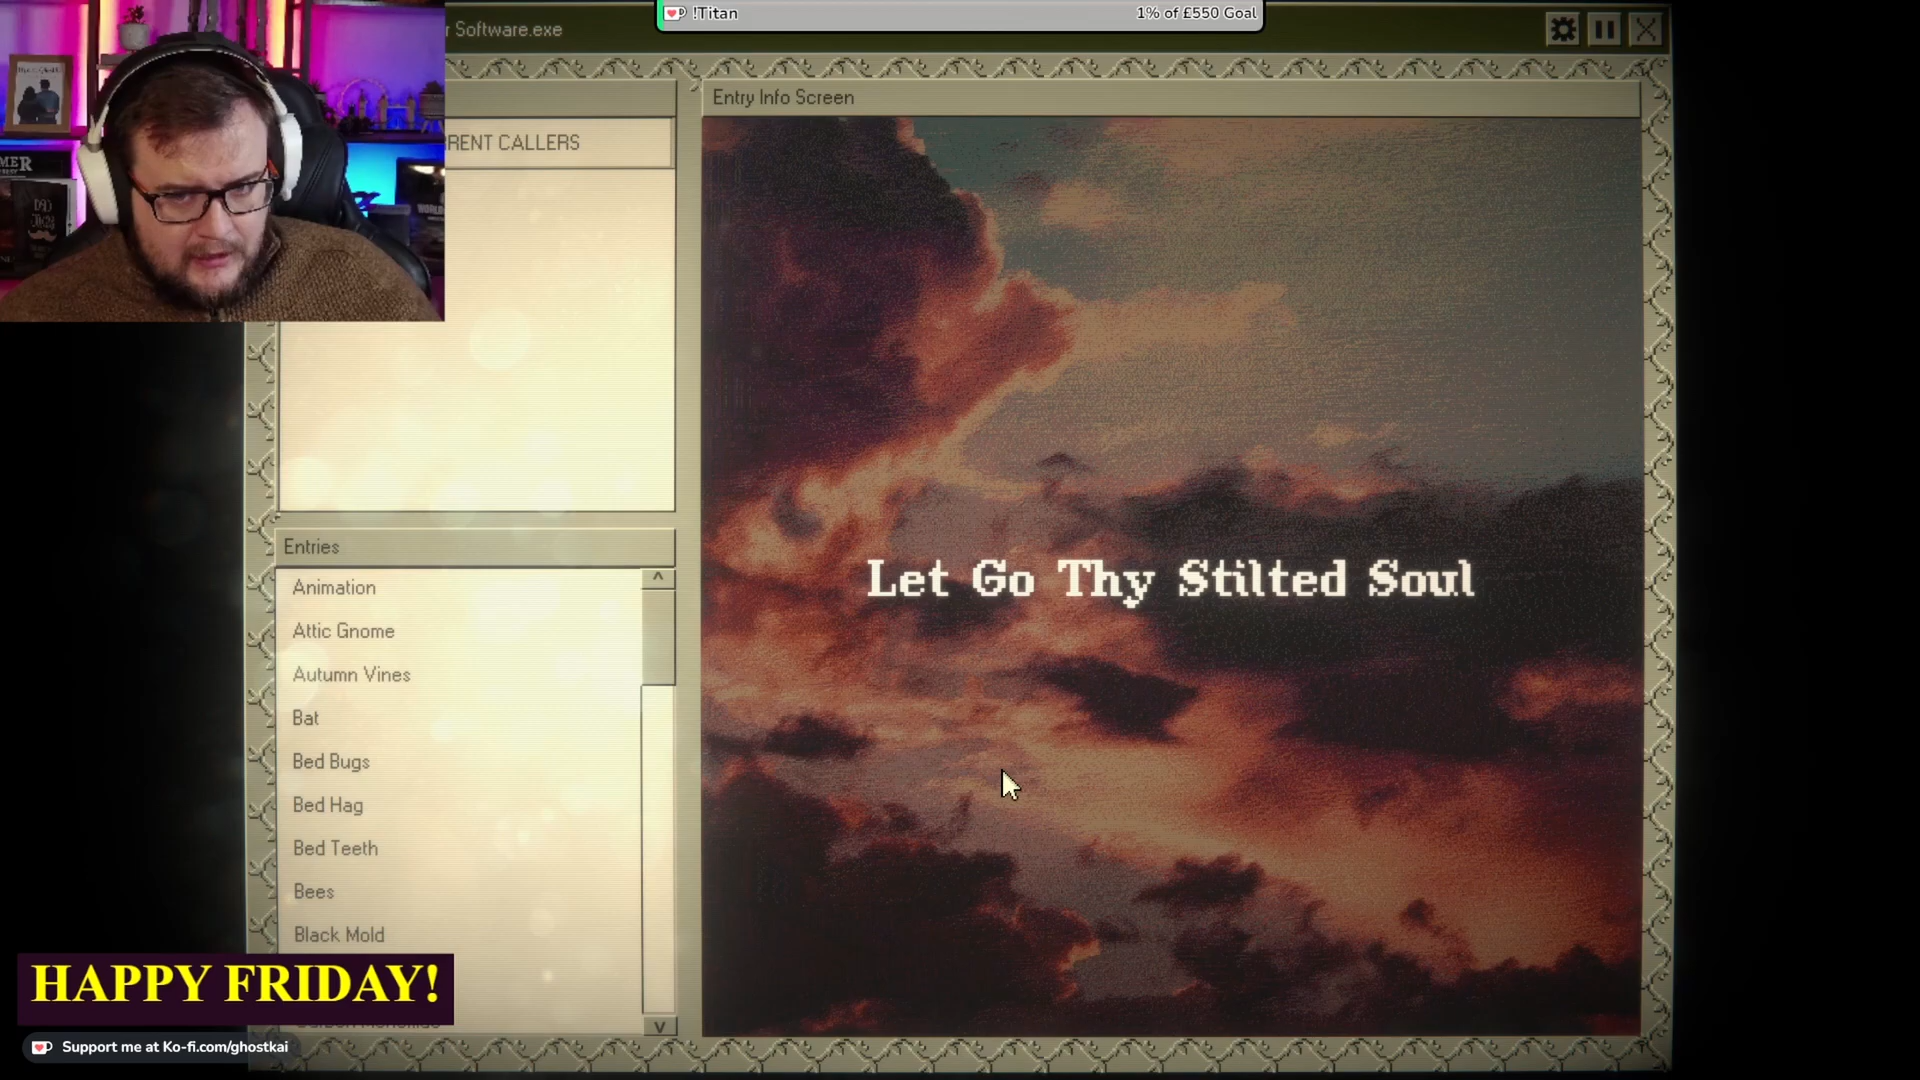 !Titan
1% of £550 Goal
r Software.exe
RENT CALLERS
Entry Info Screen
Let Go Thy Stilted Soul
Entries
Animation
Attic Gnome
Autumn Vines
Bat
Bed Bugs
Bed Hag
Bed Teeth
Bees
Black Mold
HAPPY FRIDAY!
Support me at Ko-fi.com/ghostkai